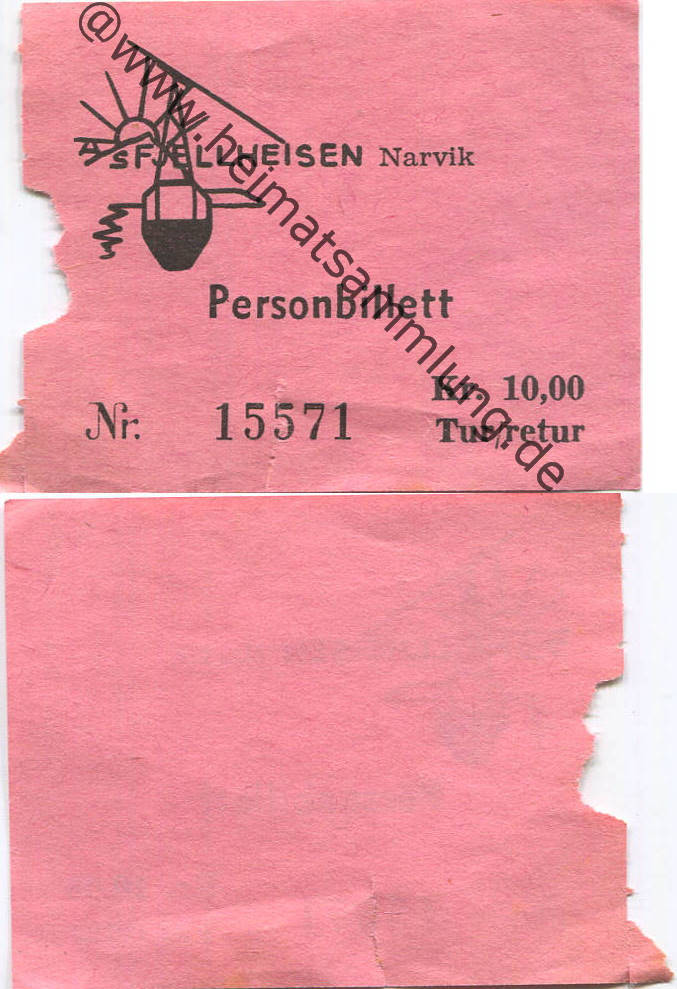 @www.heimatsammlung.de
A/S FJELLHEISEN Narvik
Personbillett
Kr. 10,00
Nr. 15571 Tur/retur